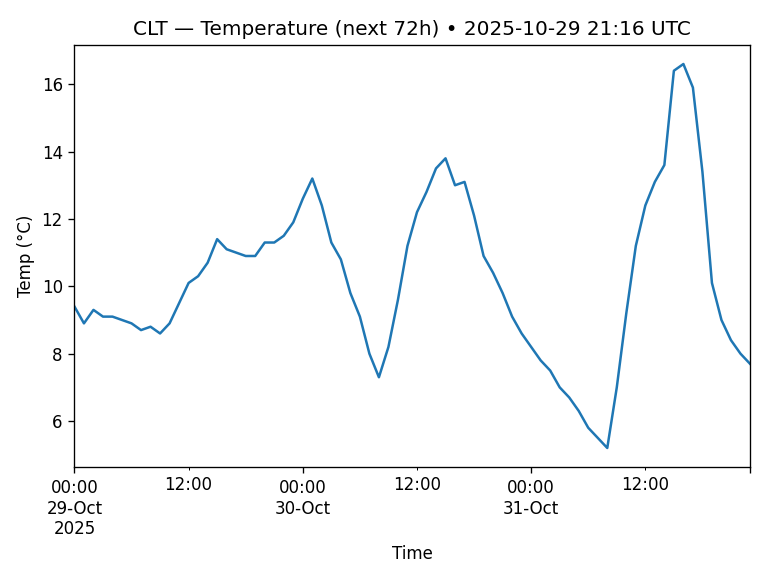 CLT — Temperature (next 72h) • 2025-10-29 21:16 UTC
Temp (°C)
16
14
12
10
8
6
00:00 12:00 00:00 12:00 00:00 12:00
29-Oct 30-Oct 31-Oct
2025
Time